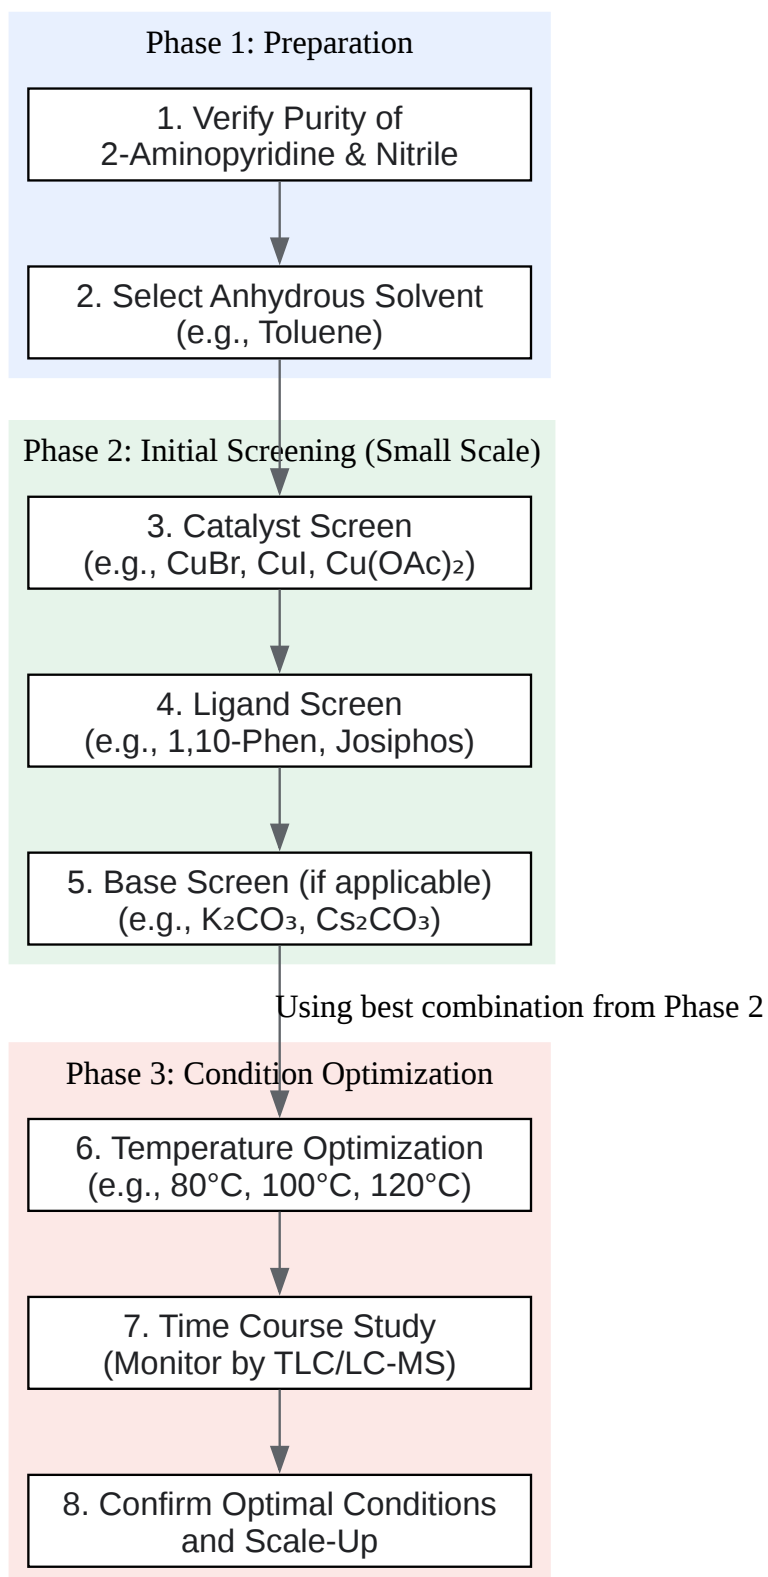 Phase 1: Preparation
1. Verify Purity of
2-Aminopyridine & Nitrile
2. Select Anhydrous Solvent
(e.g., Toluene)
Phase 2: Initial Screening (Small Scale)
3. Catalyst Screen
(e.g., CuBr, CuI, Cu(OAc)₂)
4. Ligand Screen
(e.g., 1,10-Phen, Josiphos)
5. Base Screen (if applicable)
(e.g., K₂CO₃, Cs₂CO₃)
Using best combination from Phase 2
Phase 3: Condition Optimization
6. Temperature Optimization
(e.g., 80°C, 100°C, 120°C)
7. Time Course Study
(Monitor by TLC/LC-MS)
8. Confirm Optimal Conditions
and Scale-Up